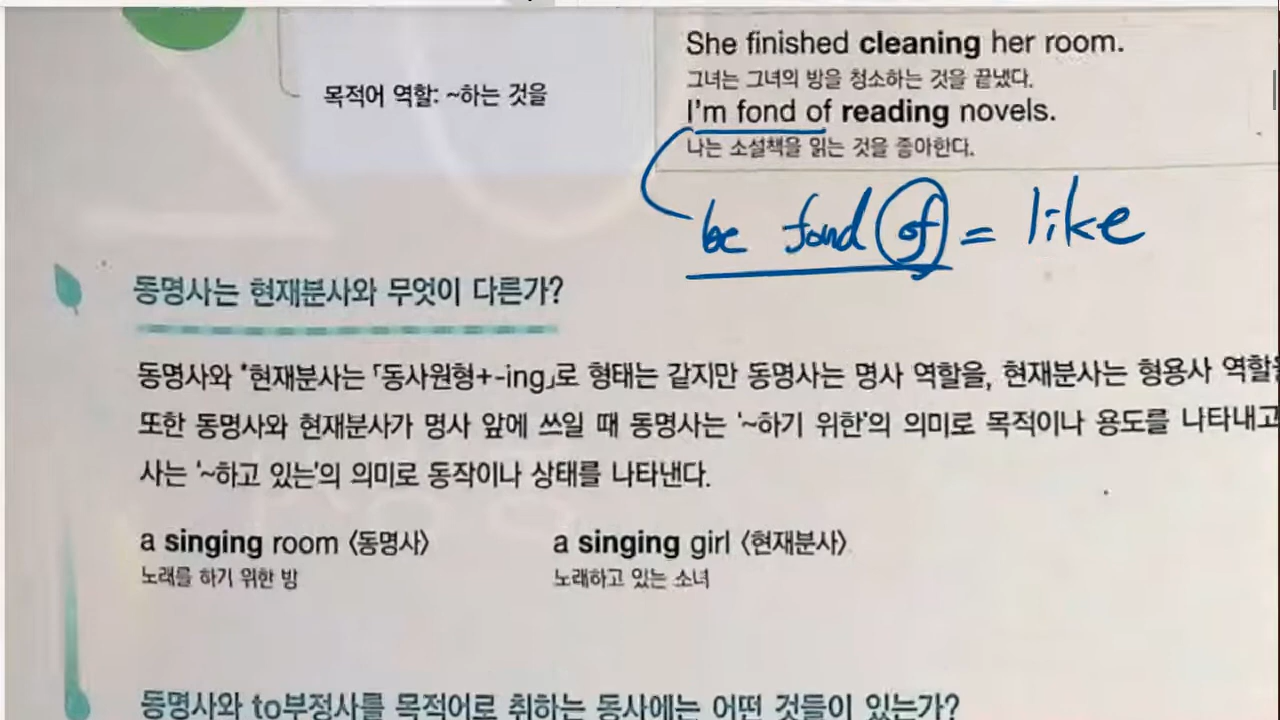 She finished cleaning her room.
그녀는 그녀의 방을 청소하는 것을 끝냈다.
목적어 역할: ~하는 것을
I'm fond of reading novels.
나는 소설책을 읽는 것을 좋아한다.
be fond of = like
동명사는 현재분사와 무엇이 다른가?
동명사와 *현재분사는 「동사원형+-ing」로 형태는 같지만 동명사는 명사 역할을, 현재분사는 형용사 역할을
또한 동명사와 현재분사가 명사 앞에 쓰일 때 동명사는 '~하기 위한'의 의미로 목적이나 용도를 나타내고
사는 '~하고 있는'의 의미로 동작이나 상태를 나타낸다.
a singing room 〈동명사〉 a singing girl 〈현재분사〉
노래를 하기 위한 방 노래하고 있는 소녀
동명사와 to부정사를 목적어로 취하는 동사에는 어떤 것들이 있는가?